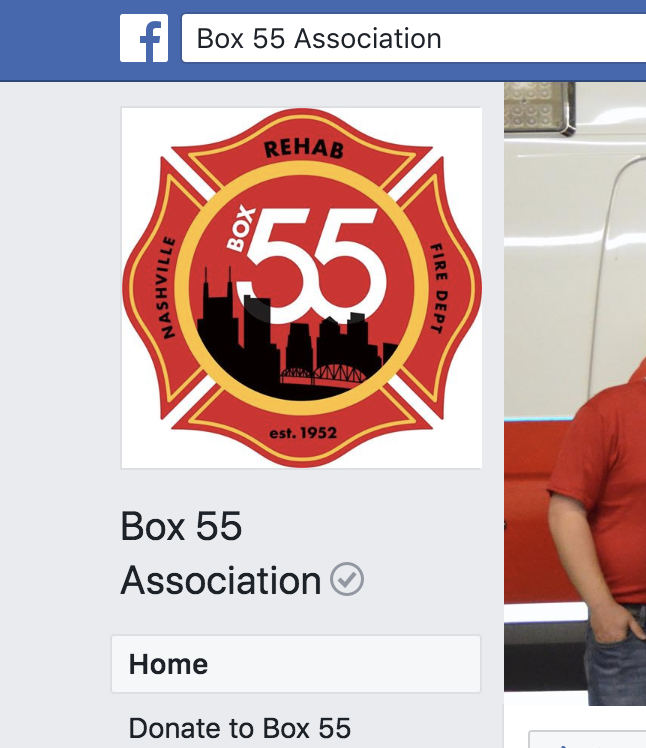 Box 55 Association
REHAB
BOX
55
NASHVILLE
FIRE DEPT
est. 1952
Box 55
Association
Home
Donate to Box 55